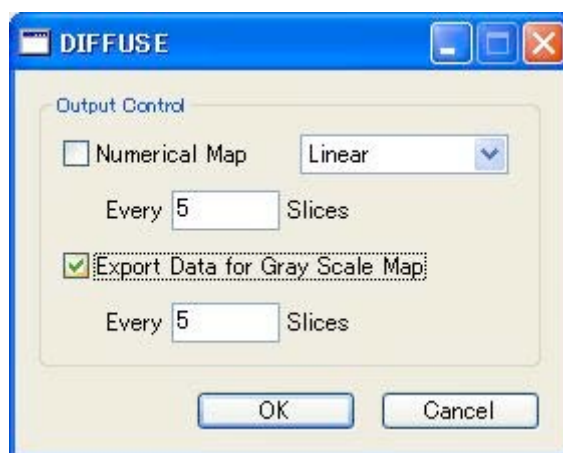 DIFFUSE
Output Control
Numerical Map Linear
Every 5 Slices
Export Data for Gray Scale Map
Every 5 Slices
OK Cancel